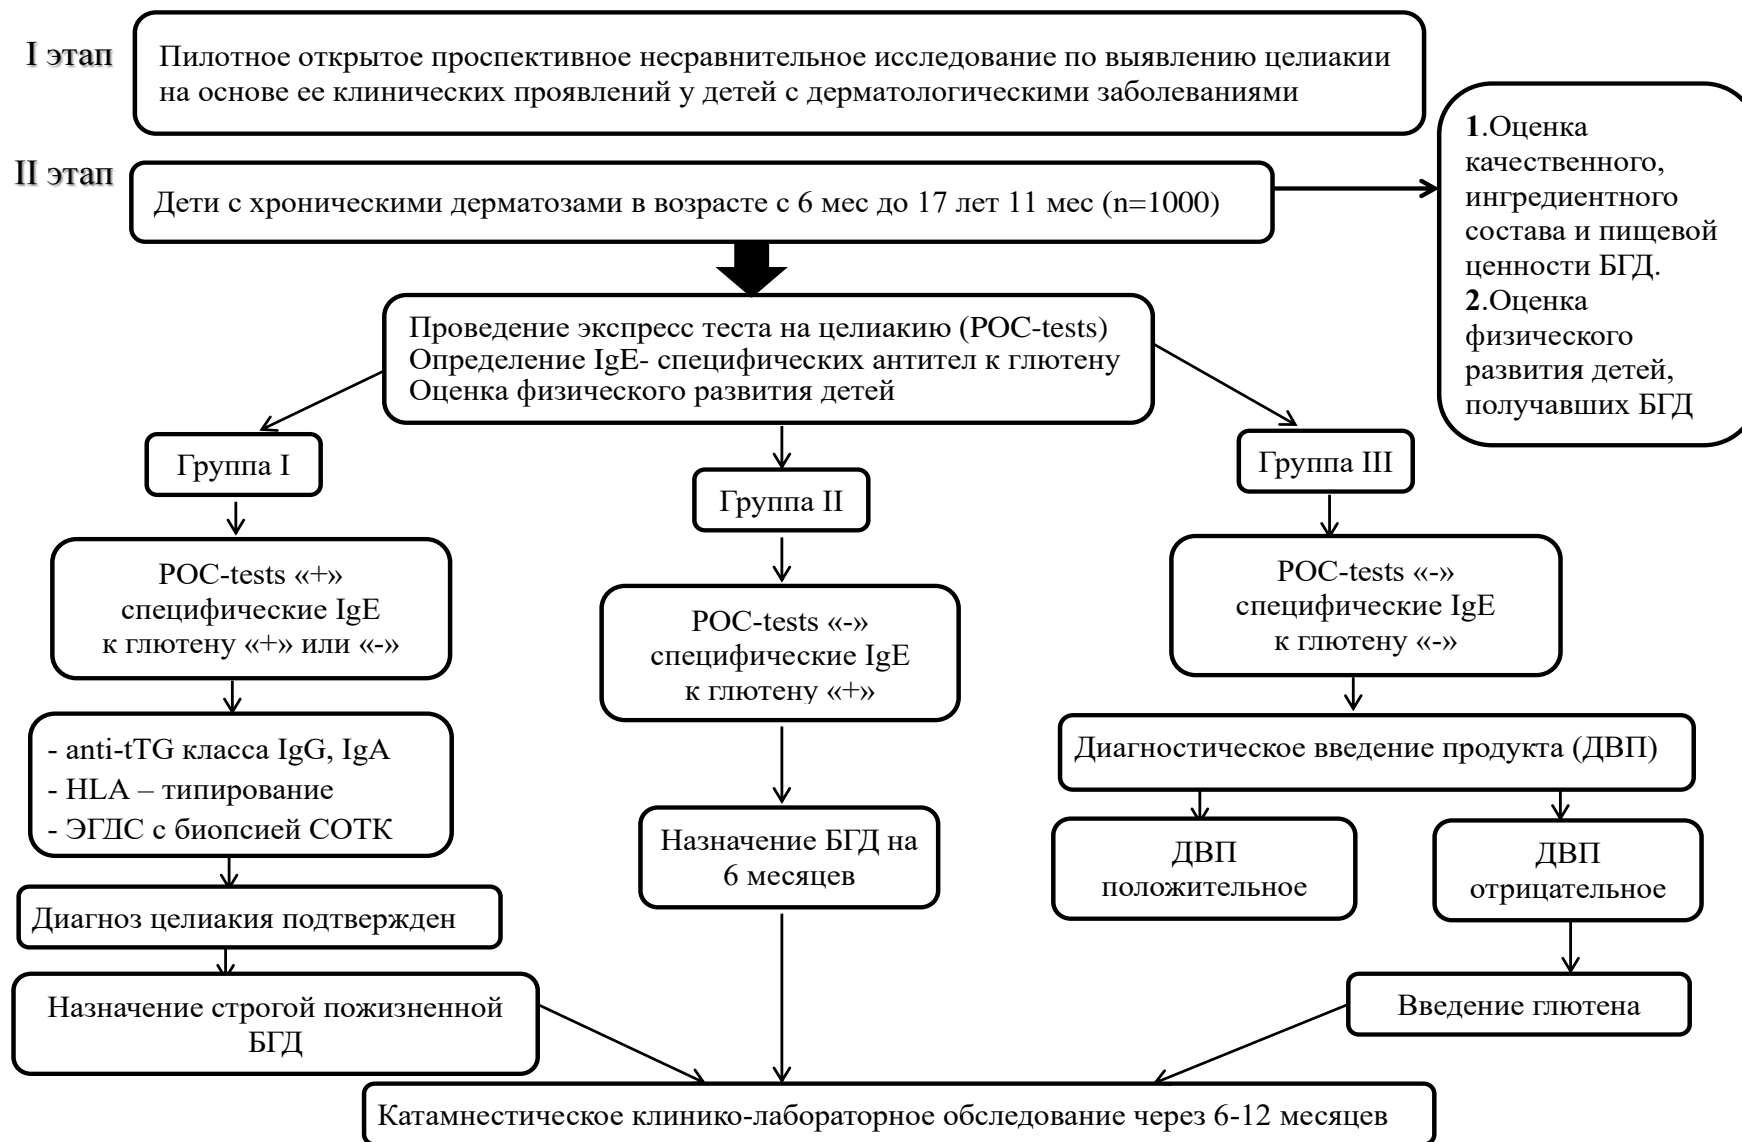 I этап
Пилотное открытое проспективное несравнительное исследование по выявлению целиакии
на основе ее клинических проявлений у детей с дерматологическими заболеваниями
II этап
Дети с хроническими дерматозами в возрасте с 6 мес до 17 лет 11 мес (n=1000)
1.Оценка
качественного,
ингредиентного
состава и пищевой
ценности БГД.
2.Оценка
физического
развития детей,
получавших БГД
Проведение экспресс теста на целиакию (POC-tests)
Определение IgE- специфических антител к глютену
Оценка физического развития детей
Группа I
POC-tests «+»
специфические IgE
к глютену «+» или «-»
- anti-tTG класса IgG, IgA
- HLA – типирование
- ЭГДС с биопсией СОТК
Диагноз целиакия подтвержден
Назначение строгой пожизненной
БГД
Группа II
POC-tests «-»
специфические IgE
к глютену «+»
Назначение БГД на
6 месяцев
Группа III
POC-tests «-»
специфические IgE
к глютену «-»
Диагностическое введение продукта (ДВП)
ДВП
положительное
ДВП
отрицательное
Введение глютена
Катамнестическое клинико-лабораторное обследование через 6-12 месяцев